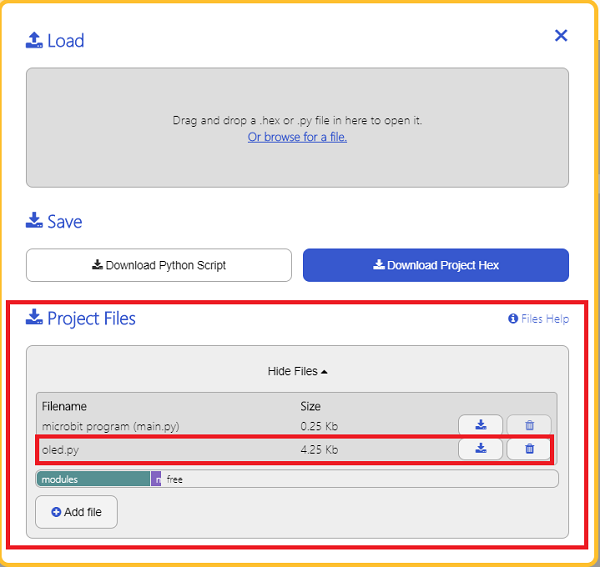 Load
Drag and drop a .hex or .py file in here to open it.
Or browse for a file.
Save
Download Python Script
Download Project Hex
Project Files
Files Help
Hide Files
Filename Size
microbit program (main.py) 0.25 Kb
oled.py 4.25 Kb
modules free
Add file